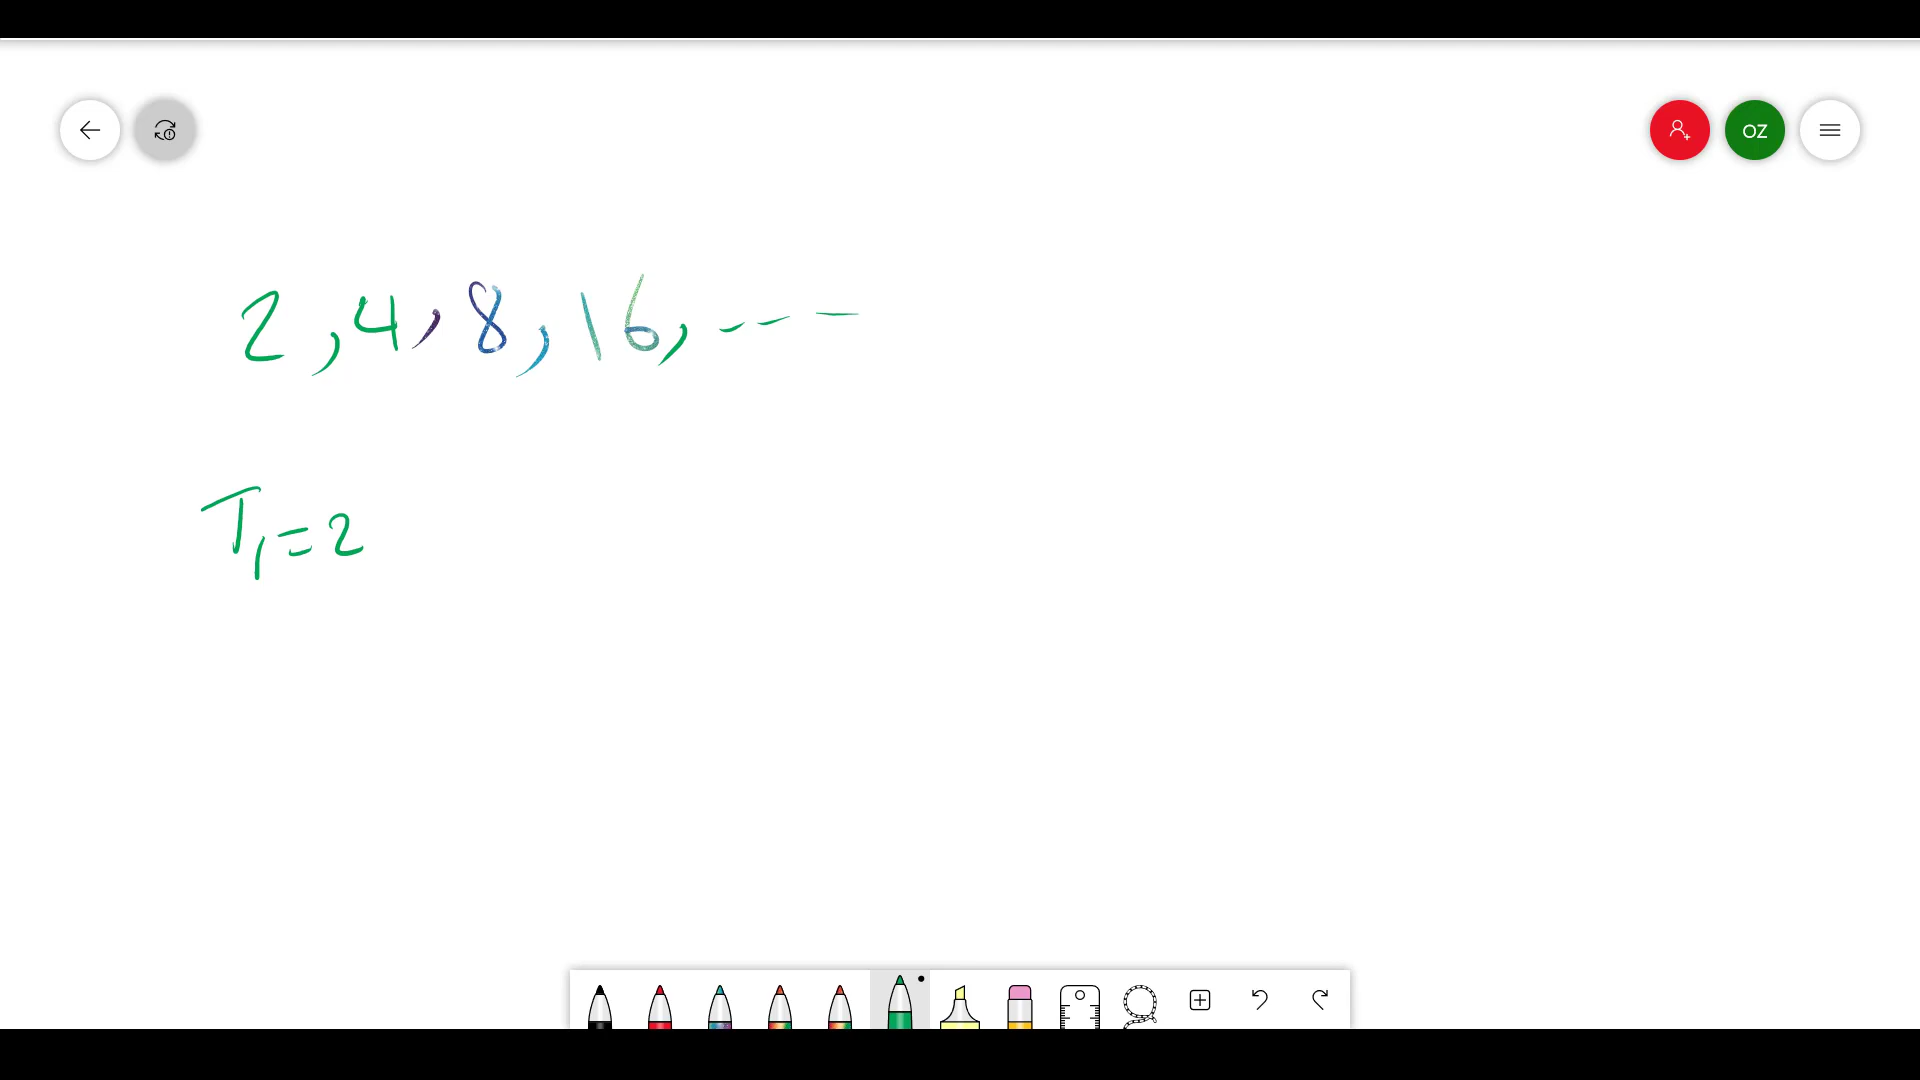 OZ
2, 4, 8, 16, ---
T₁ = 2